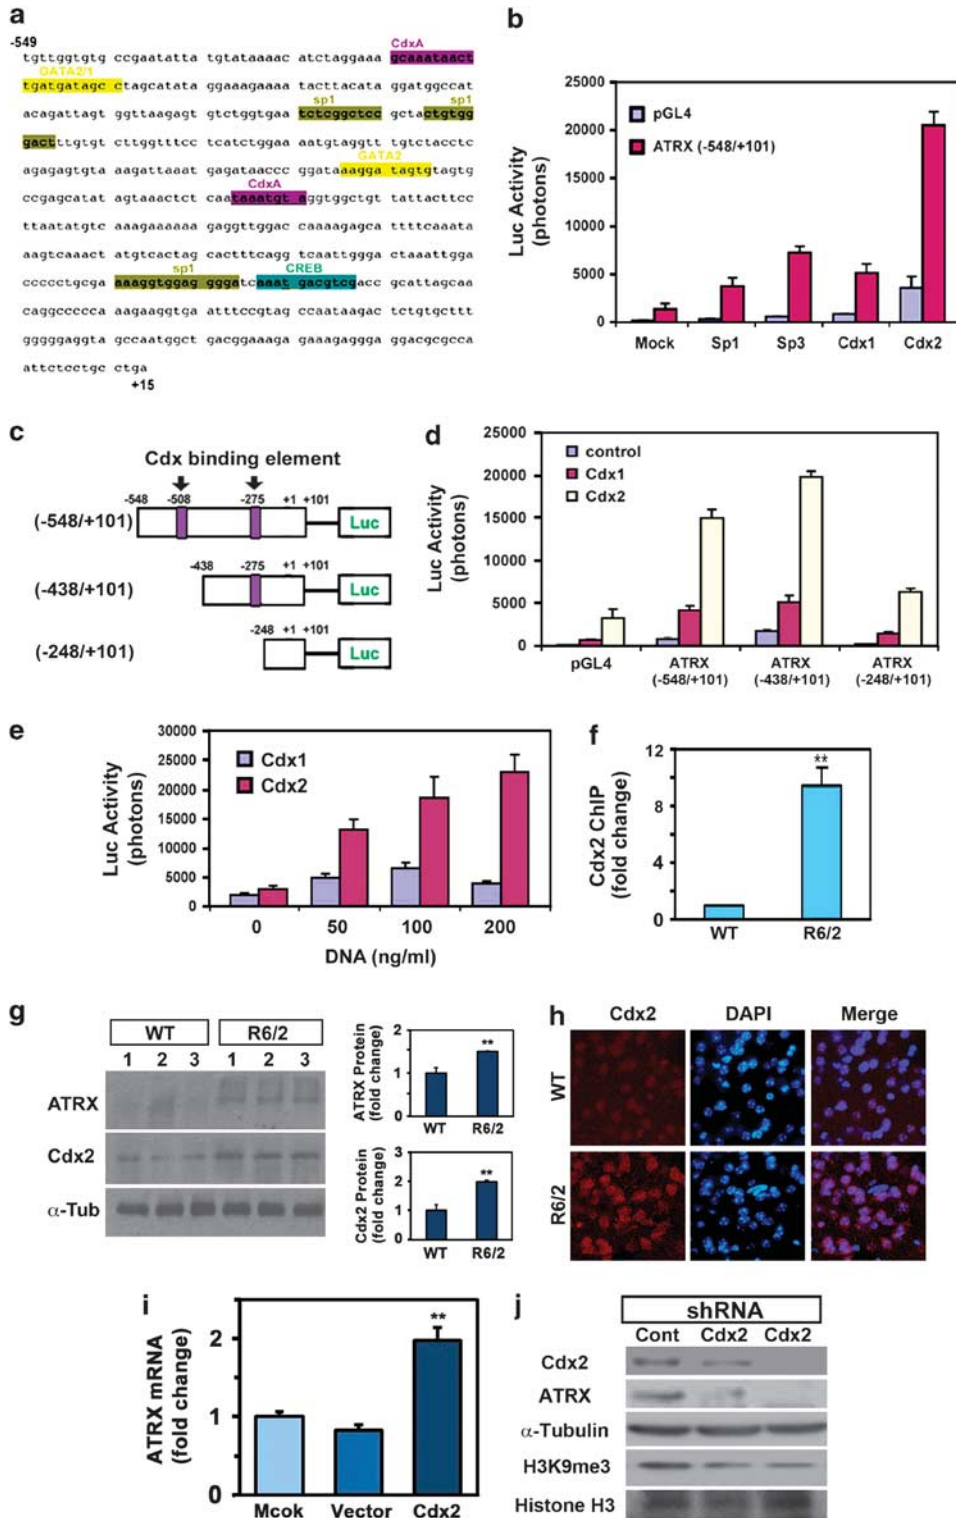 a
-549
CdxA
tgttggtgtg ccgaatatta tgtataaaac atctaggaaa gcaaataact
GATA2/1
tgatgatagc ctagcatata ggaaagaaaa tacttacata ggatggccat
sp1 sp1
acagattagt ggttaagagt gtctggtgaa tctcggctcc gctactgtgg
gactttgtgt cttggtttcc tcatctggaa aatgtaggtt tgtctacctc
GATA2
agagagtgta aagattaaat gagataaccc ggataaagga tagtgtagtg
CdxA
ccgagcatat agtaaactct caataaatgt aggtggctgt tattacttcc
ttaatatgtc aaagaaaaaa gaggttggac caaaagagca ttttcaaata
aagtcaaact atgtcactag cactttcagg tcaattggga ctaaattgga
sp1 CREB
cccccctgcga aaaggtggag ggggatcaaat gacgtcgacc gcattagcaa
caggccccca aagaaggtga atttccgtag ccaataagac tctgtgcttt
gggggaggta gccaatggct gacggaaaga gaaagaggga ggacgcgcca
attctcctgc ctga
+15
b
Luc Activity
(photons)
25000
20000
15000
10000
5000
0
pGL4
ATRX (-548/+101)
Mock Sp1 Sp3 Cdx1 Cdx2
c
Cdx binding element
-548 -508 -275 +1 +101
(-548/+101) Luc
-438 -275 +1 +101
(-438/+101) Luc
-248 +1 +101
(-248/+101) Luc
d
Luc Activity
(photons)
25000
20000
15000
10000
5000
0
control
Cdx1
Cdx2
pGL4 ATRX ATRX ATRX
(-548/+101) (-438/+101) (-248/+101)
e
Luc Activity
(photons)
30000
25000
20000
15000
10000
5000
0
Cdx1
Cdx2
0 50 100 200
DNA (ng/ml)
f
Cdx2 ChIP
(fold change)
12
8
4
0
**
WT R6/2
g
WT R6/2
1 2 3 1 2 3
ATRX
Cdx2
α-Tub
ATRX Protein
(fold change)
2
1
0
**
WT R6/2
Cdx2 Protein
(fold change)
3
2
1
0
**
WT R6/2
h
Cdx2 DAPI Merge
WT
R6/2
i
ATRX mRNA
(fold change)
2
1
0
**
Mcok Vector Cdx2
j
shRNA
Cont Cdx2 Cdx2
Cdx2
ATRX
α-Tubulin
H3K9me3
Histone H3